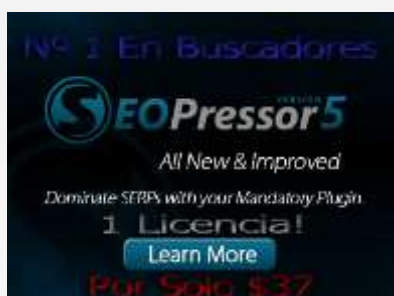 Nº 1 En Buscadores
SEOPressor
VERSION 5
All New & Improved
Dominate SERPs with your Mandatory Plugin
1 Licencia!
Learn More
Por Solo $37